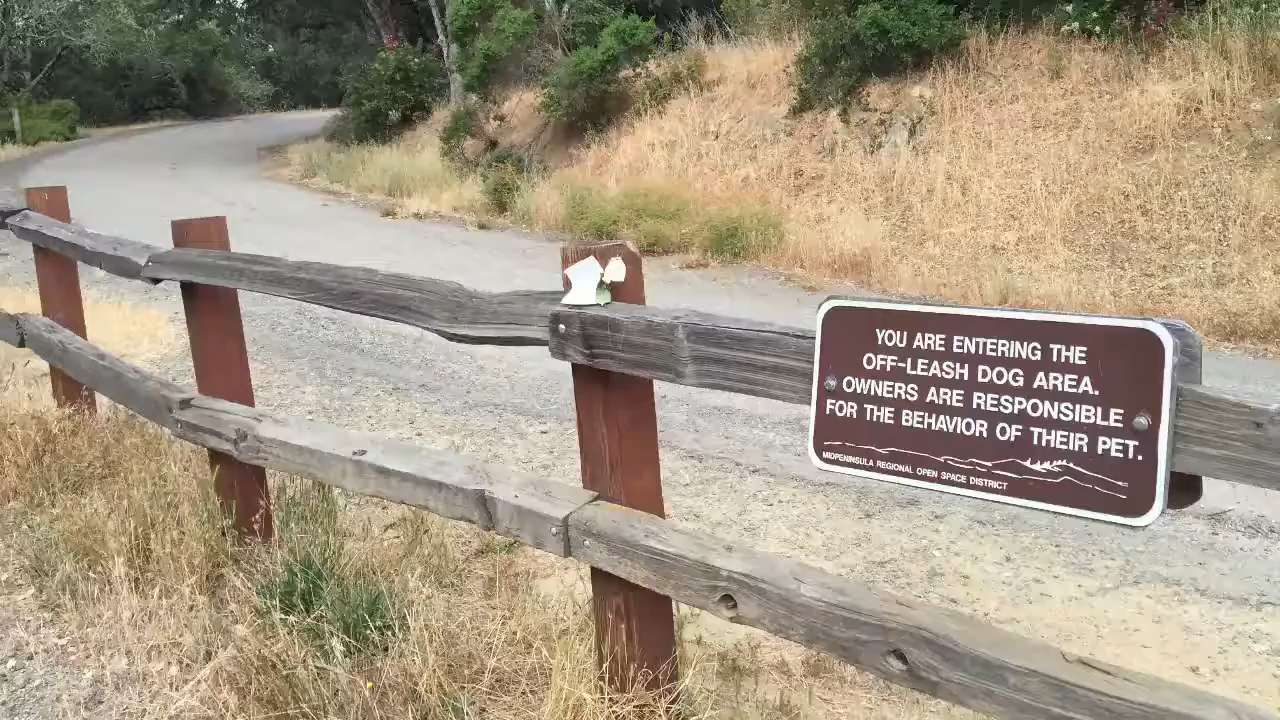 YOU ARE ENTERING THE
OFF-LEASH DOG AREA.
OWNERS ARE RESPONSIBLE
FOR THE BEHAVIOR OF THEIR PET.
MIDPENINSULA REGIONAL OPEN SPACE DISTRICT